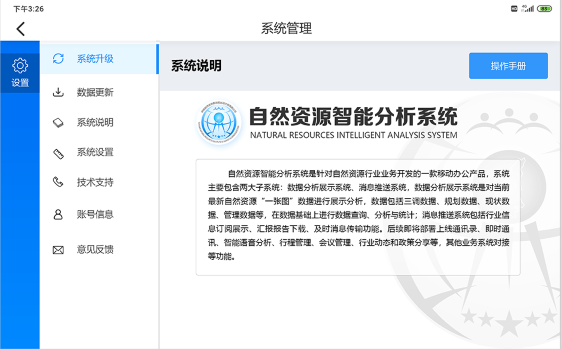 下午3:26
系统管理
设置
系统升级
数据更新
系统说明
系统设置
技术支持
账号信息
意见反馈
系统说明
操作手册
自然资源智能分析系统
NATURAL RESOURCES INTELLIGENT ANALYSIS SYSTEM
自然资源智能分析系统是针对自然资源行业业务开发的一款移动办公产品，系统
主要包含两大子系统：数据分析展示系统、消息推送系统，数据分析展示系统是对当前
最新自然资源“一张图”数据进行展示分析，数据包括三调数据、规划数据、现状数
据、管理数据等，在数据基础上进行数据查询、分析与统计；消息推送系统包括行业信
息订阅展示、汇报报告下载、及时消息传输功能。后续即将部署上线通讯录、即时通
讯、智能语音分析、行程管理、会议管理、行业动态和政策分享等，其他业务系统对接
等功能。